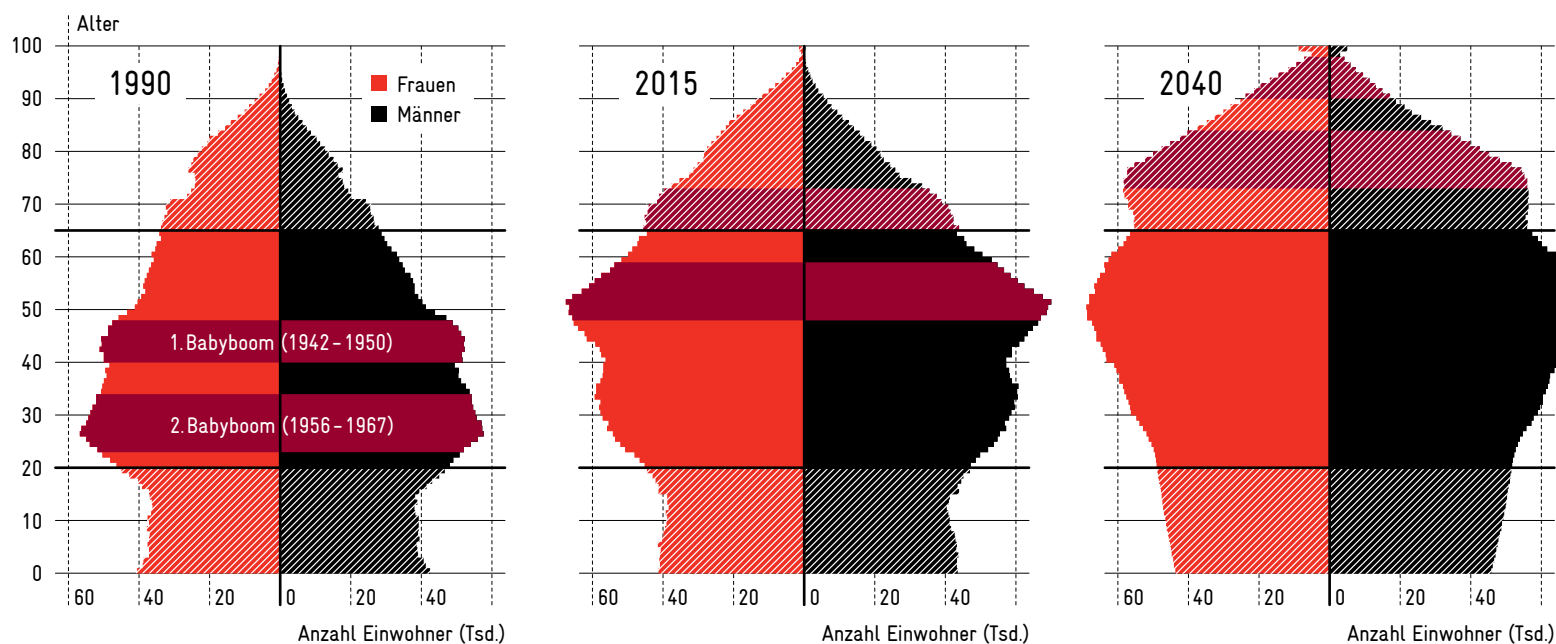 Alter
100
90
80
70
60
50
40
30
20
10
0
1990
Frauen
Männer
1. Babyboom (1942–1950)
2. Babyboom (1956–1967)
60 40 20 0 20 40
Anzahl Einwohner (Tsd.)
2015
60 40 20 0 20 40 60
Anzahl Einwohner (Tsd.)
2040
60 40 20 0 20 40 60
Anzahl Einwohner (Tsd.)